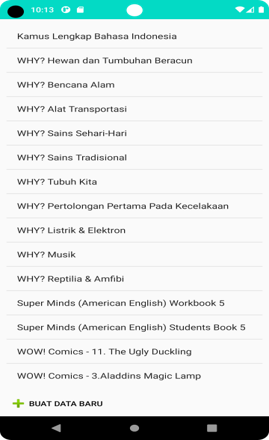 10:13
Kamus Lengkap Bahasa Indonesia
WHY? Hewan dan Tumbuhan Beracun
WHY? Bencana Alam
WHY? Alat Transportasi
WHY? Sains Sehari-Hari
WHY? Sains Tradisional
WHY? Tubuh Kita
WHY? Pertolongan Pertama Pada Kecelakaan
WHY? Listrik & Elektron
WHY? Musik
WHY? Reptilia & Amfibi
Super Minds (American English) Workbook 5
Super Minds (American English) Students Book 5
WOW! Comics - 11. The Ugly Duckling
WOW! Comics - 3.Aladdins Magic Lamp
BUAT DATA BARU